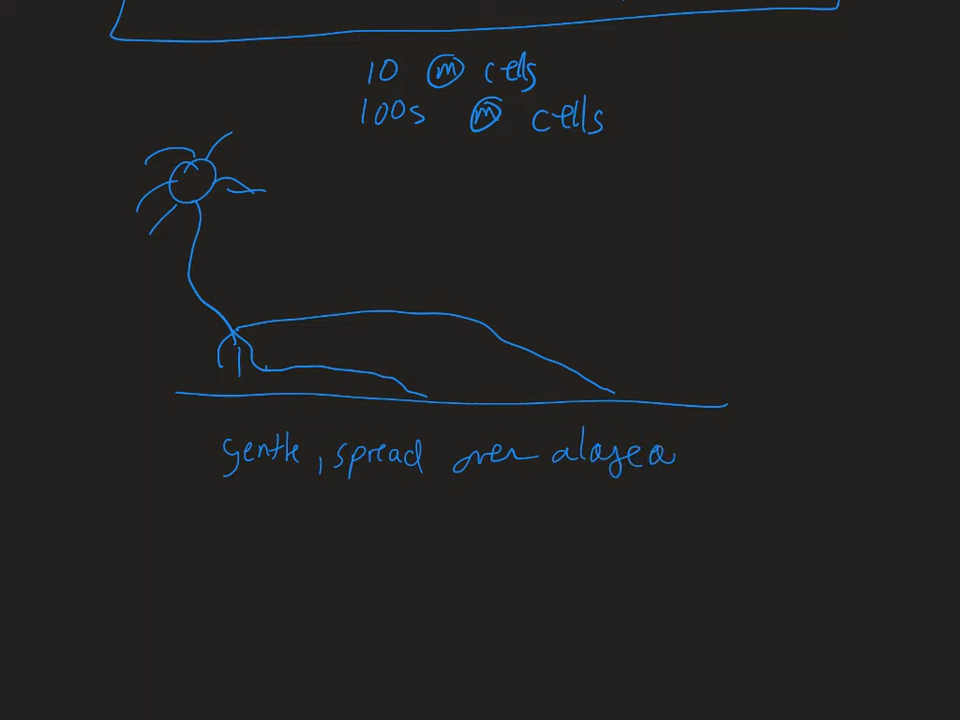 10 m cells
100s m cells
gentle, spread over a